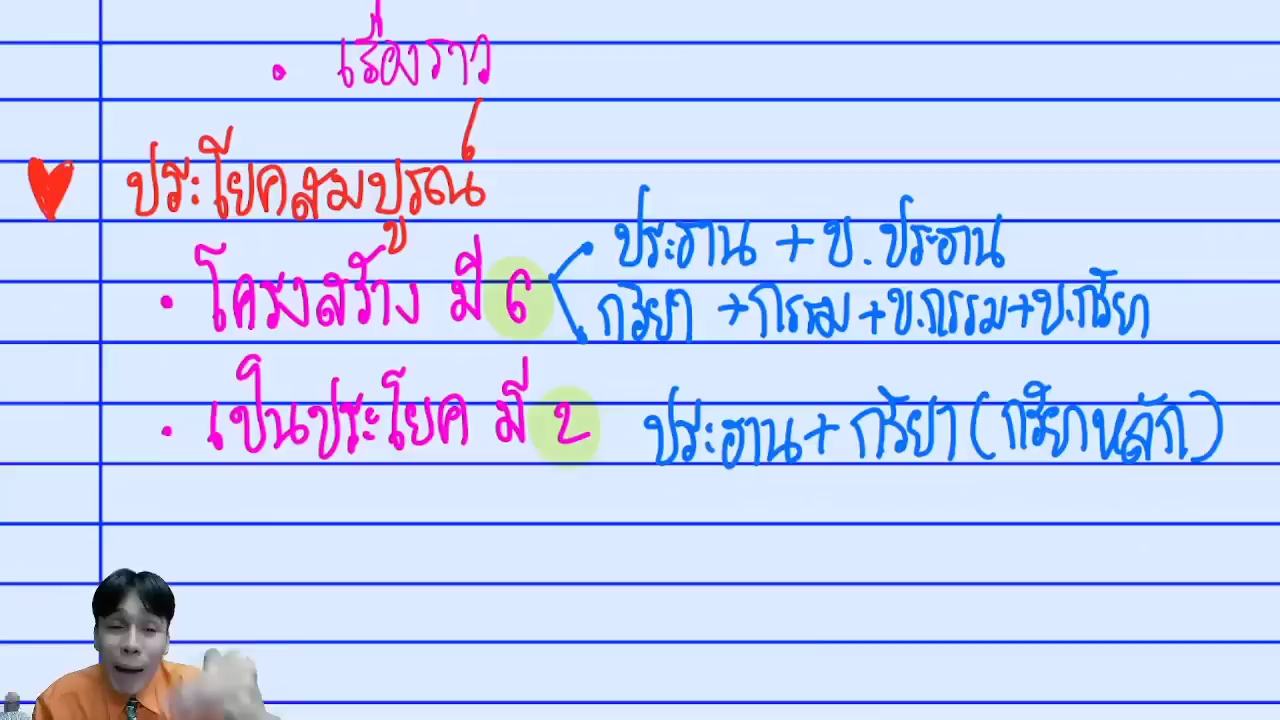 • เรื่องราว
ประโยคสมบูรณ์
• โครงสร้าง มี 6
ประธาน + ข.ประธาน
กริยา + กรรม + ข.กรรม + ข.กริยา
• เป็นประโยค มี 2 ประธาน + กริยา (กริยาหลัก)